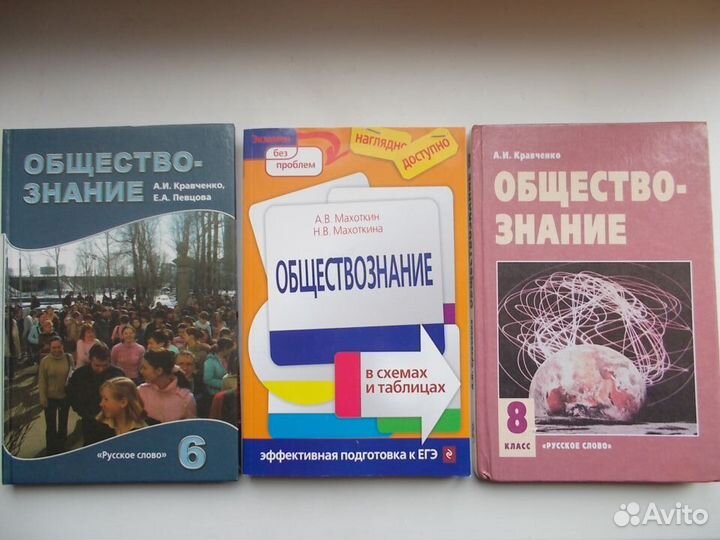 ОБЩЕСТВО-
ЗНАНИЕ
А.И. Кравченко,
Е.А. Певцова
«Русское слово»
6
Экзамен
без
проблем
наглядно
доступно
А.В. Махоткин
Н.В. Махоткина
ОБЩЕСТВОЗНАНИЕ
в схемах
и таблицах
эффективная подготовка к ЕГЭ
А.И. Кравченко
ОБЩЕСТВО-
ЗНАНИЕ
8
КЛАСС
«РУССКОЕ СЛОВО»
Avito